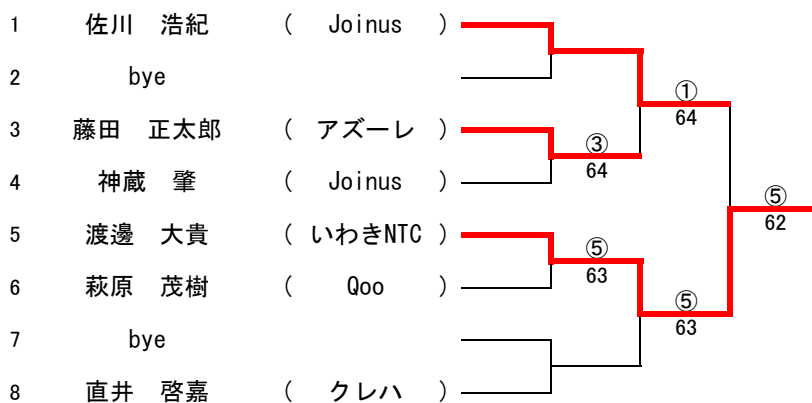 1 佐川 浩紀 ( Joinus )
2 bye
①
64
3 藤田 正太郎 ( アズーレ )
③
64
4 神蔵 肇 ( Joinus )
⑤
62
5 渡邊 大貴 ( いわきNTC )
⑤
63
6 萩原 茂樹 ( Qoo )
⑤
63
7 bye
8 直井 啓嘉 ( クレハ )